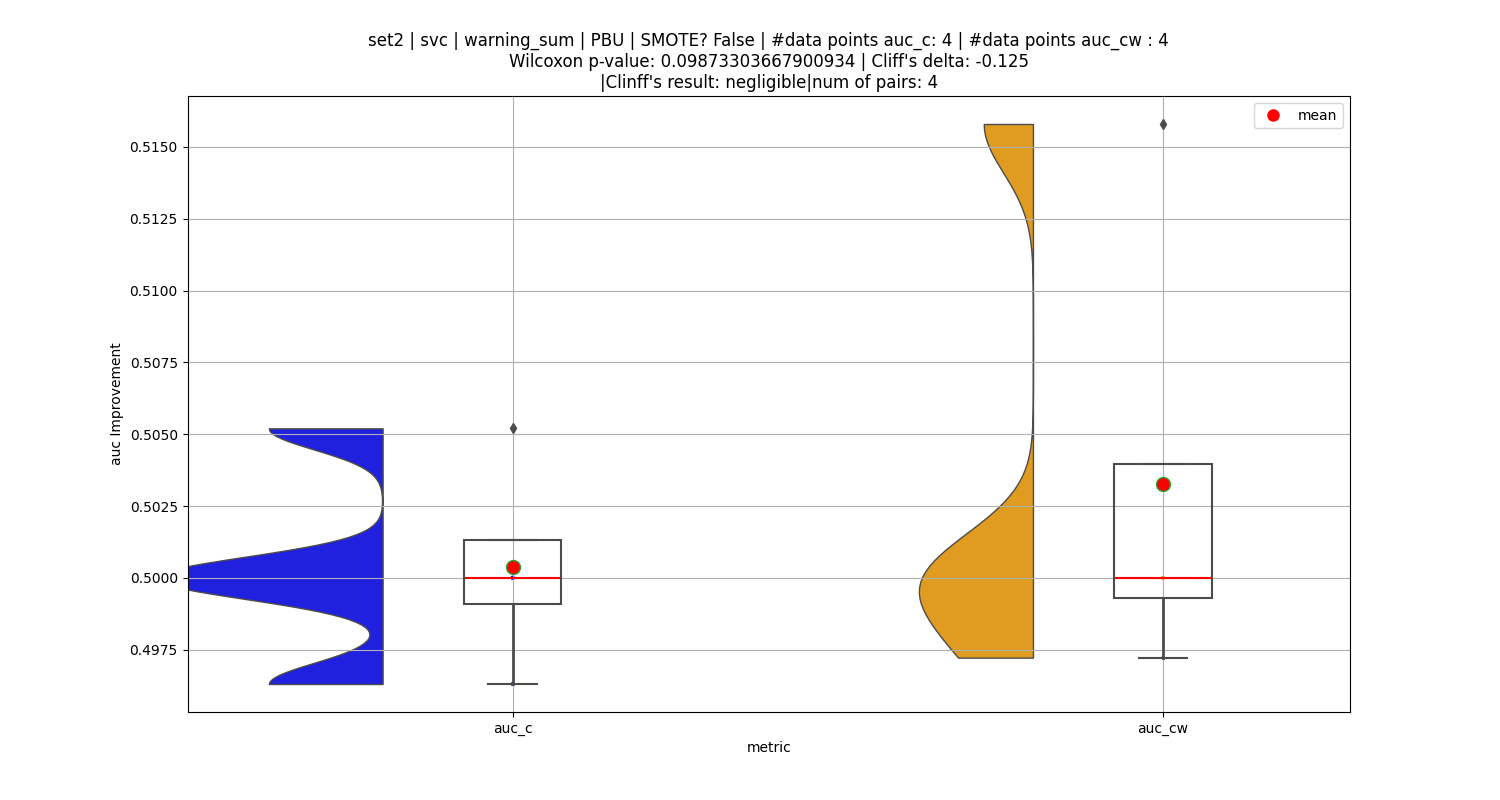 set2 | svc | warning_sum | PBU | SMOTE? False | #data points auc_c: 4 | #data points auc_cw : 4
Wilcoxon p-value: 0.09873303667900934 | Cliff's delta: -0.125
|Clinff's result: negligible|num of pairs: 4
mean
0.5150
0.5125
0.5100
0.5075
0.5050
0.5025
0.5000
0.4975
auc Improvement
auc_c
auc_cw
metric